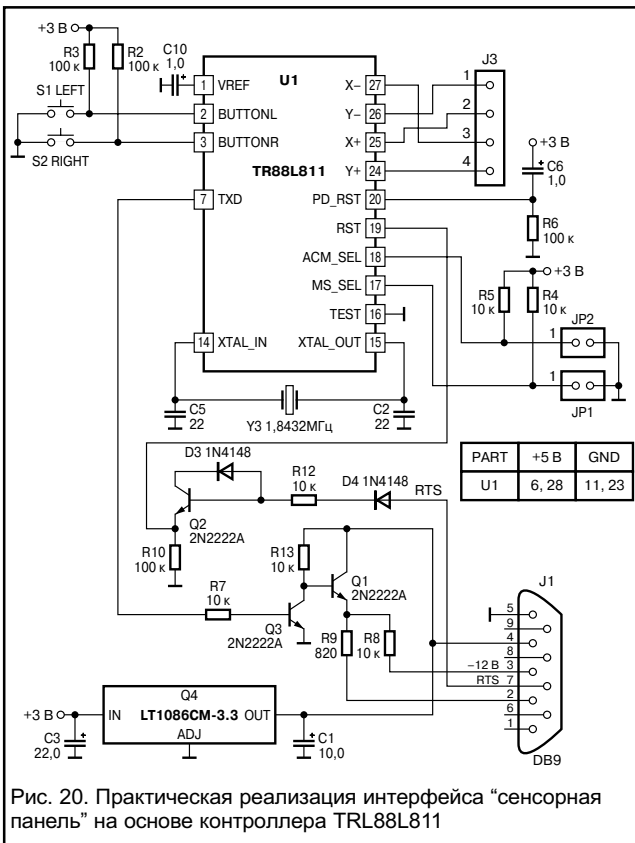 +3 В
R3
100 к
R2
100 к
C10
1,0
S1 LEFT
S2 RIGHT
U1
TR88L811
1 VREF
2 BUTTONL
3 BUTTONR
7 TXD
14 XTAL_IN
X– 27
Y– 26
X+ 25
Y+ 24
PD_RST 20
RST 19
ACM_SEL 18
MS_SEL 17
TEST 16
XTAL_OUT 15
J3
1
2
3
4
+3 В
C6
1,0
R6
100 к
+3 В
R5
10 к
R4
10 к
1
JP2
1
JP1
C5
22
Y3 1,8432МГц
C2
22
PART +5 В GND
U1 6, 28 11, 23
D3 1N4148
R12
10 к
D4 1N4148
RTS
Q2
2N2222A
R10
100 к
R13
10 к
Q1
2N2222A
R7
10 к
Q3
2N2222A
R9
820
R8
10 к
J1
5
9
4
8
–12 В 3
RTS 7
2
6
1
DB9
+3 В
C3
22,0
Q4
IN LT1086CM-3.3 OUT
ADJ
C1
10,0
Рис. 20. Практическая реализация интерфейса “сенсорная
панель” на основе контроллера TRL88L811